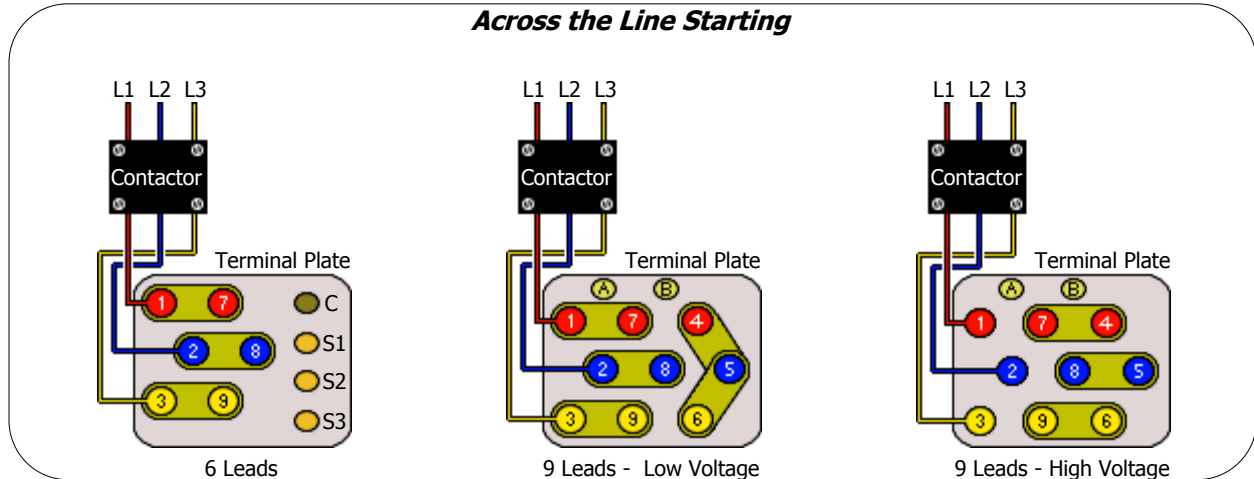 Across the Line Starting
L1 L2 L3
L1 L2 L3
L1 L2 L3
Contactor
Contactor
Contactor
Terminal Plate
Terminal Plate
Terminal Plate
1 7 C
2 8 S1
S2
3 9 S3
A B
1 7 4
2 8 5
3 9 6
A B
1 7 4
2 8 5
3 9 6
6 Leads
9 Leads - Low Voltage
9 Leads - High Voltage